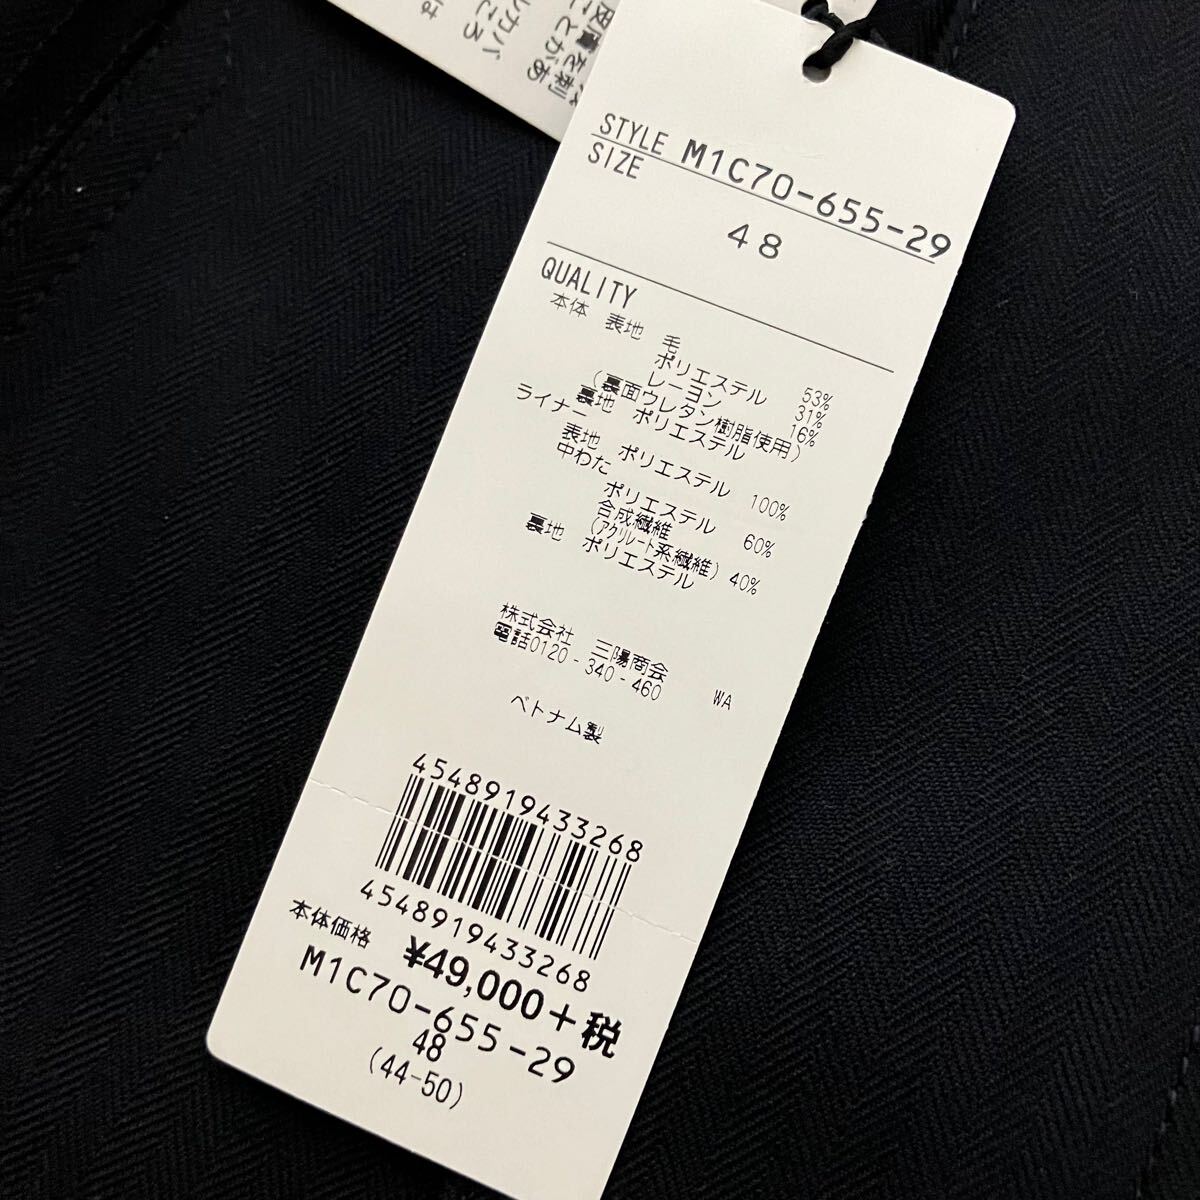 STYLE M1C70-655-29
SIZE
48
QUALITY
本体 表地 毛 53%
ポリエステル 31%
レーヨン 16%
(裏面ウレタン樹脂使用)
裏地 ポリエステル
ライナー
表地 ポリエステル 100%
中わた
ポリエステル 60%
合成繊維
(アクリレート系繊維) 40%
裏地 ポリエステル
株式会社 三陽商会
電話0120-340-460 WA
ベトナム製
4548919433268
4548919433268
本体価格 ¥49,000+税
M1C70-655-29
48
(44-50)